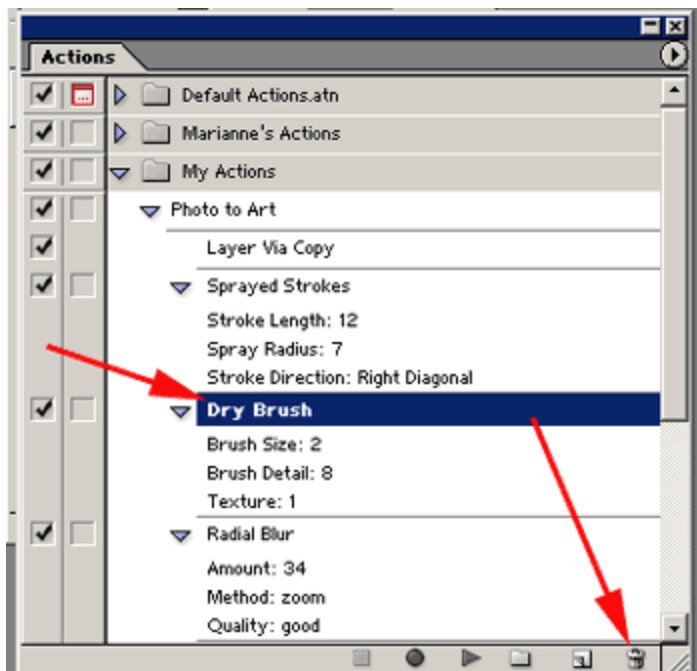 Actions
Default Actions.atn
Marianne's Actions
My Actions
Photo to Art
Layer Via Copy
Sprayed Strokes
Stroke Length: 12
Spray Radius: 7
Stroke Direction: Right Diagonal
Dry Brush
Brush Size: 2
Brush Detail: 8
Texture: 1
Radial Blur
Amount: 34
Method: zoom
Quality: good